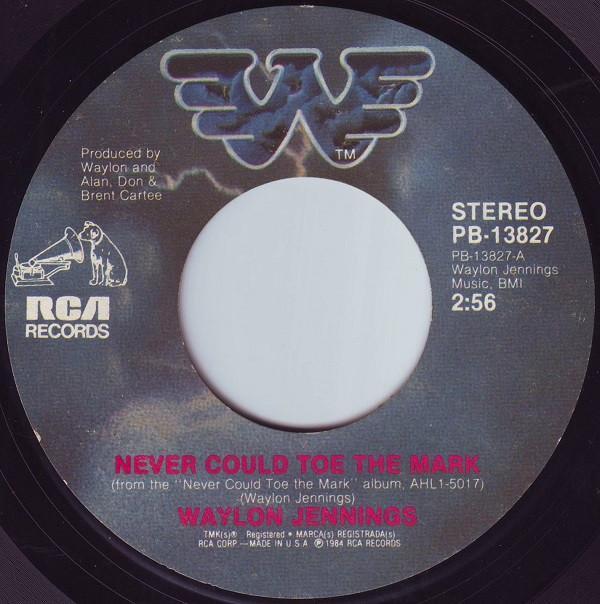 W
TM
Produced by
Waylon and
Alan, Don &
Brent Cartee
STEREO
PB-13827
PB-13827-A
Waylon Jennings
Music, BMI
2:56
RCA
RECORDS
NEVER COULD TOE THE MARK
(from the "Never Could Toe the Mark" album, AHL1-5017)
(Waylon Jennings)
WAYLON JENNINGS
TMK(s)® Registered • MARCA(s) REGISTRADA(S)
RCA CORP.—MADE IN U.S.A. ℗ 1984 RCA RECORDS